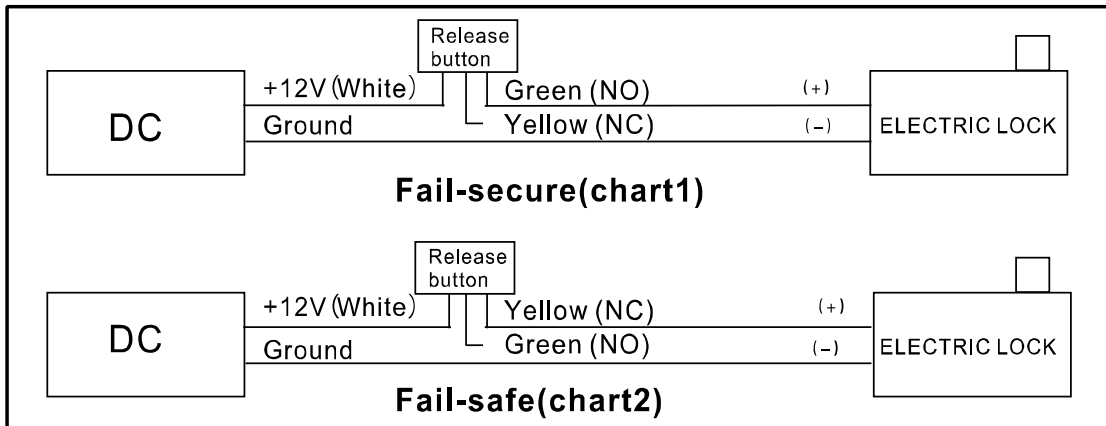 Release
button
+12V(White) Green (NO) (+)
DC Ground Yellow (NC) (-) ELECTRIC LOCK
Fail-secure(chart1)
Release
button
+12V(White) Yellow (NC) (+)
DC Ground Green (NO) (-) ELECTRIC LOCK
Fail-safe(chart2)